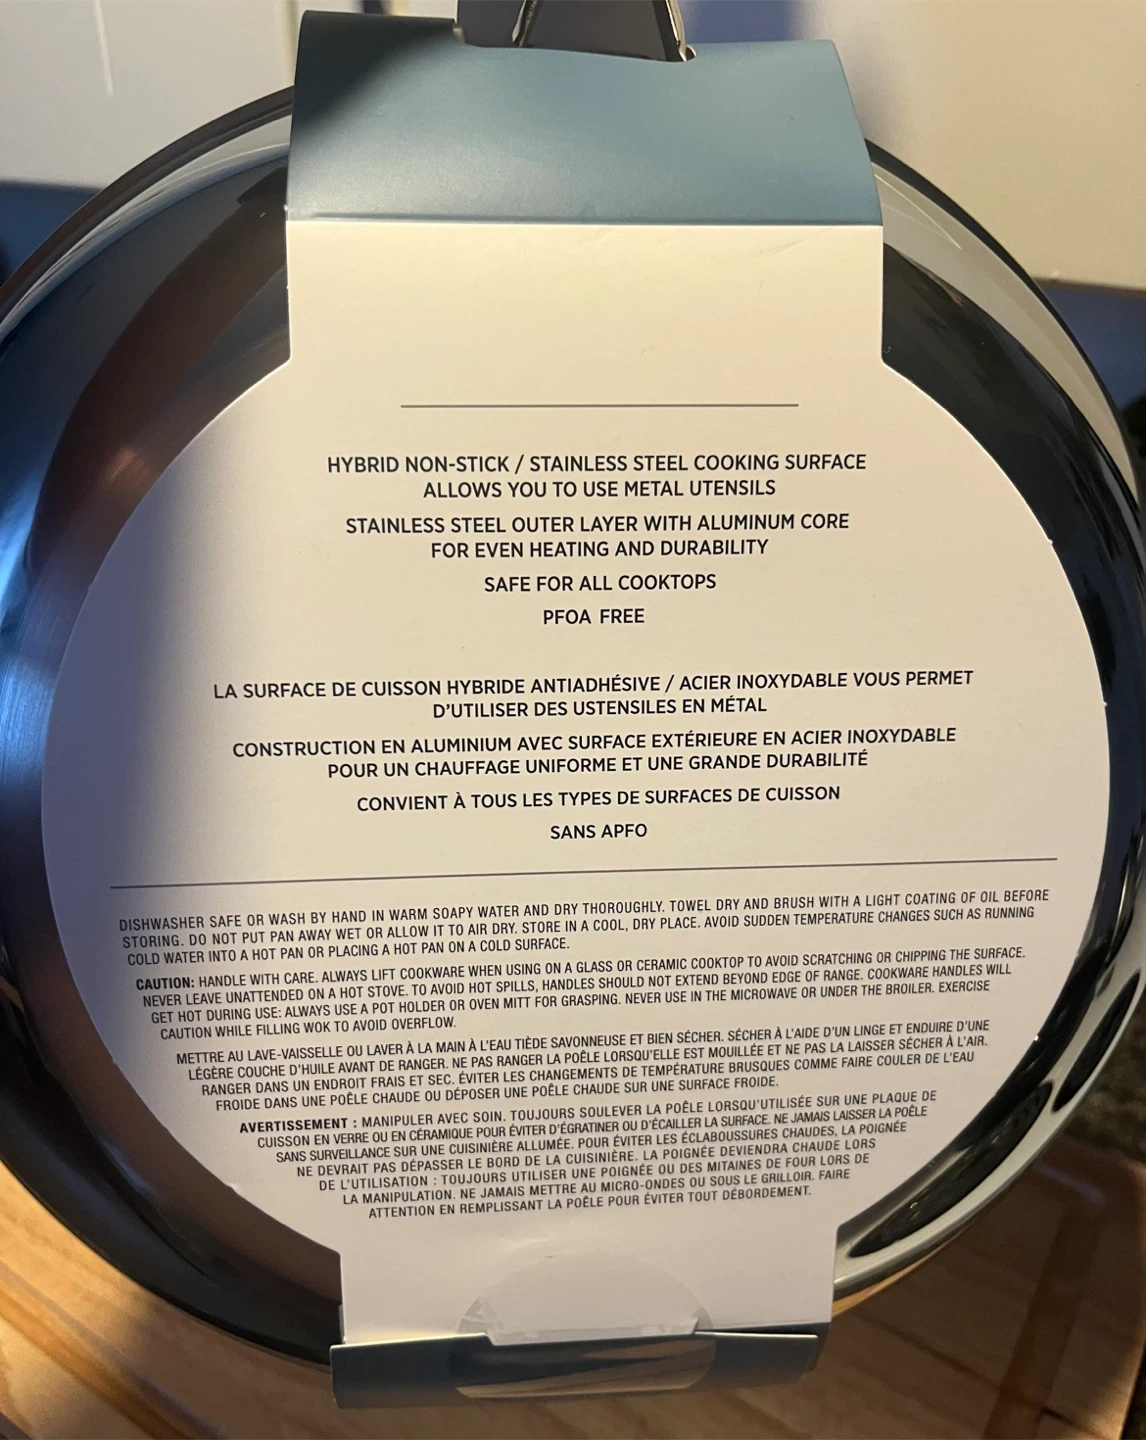 HYBRID NON-STICK / STAINLESS STEEL COOKING SURFACE
ALLOWS YOU TO USE METAL UTENSILS
STAINLESS STEEL OUTER LAYER WITH ALUMINUM CORE
FOR EVEN HEATING AND DURABILITY
SAFE FOR ALL COOKTOPS
PFOA FREE
LA SURFACE DE CUISSON HYBRIDE ANTIADHÉSIVE / ACIER INOXYDABLE VOUS PERMET
D'UTILISER DES USTENSILES EN MÉTAL
CONSTRUCTION EN ALUMINIUM AVEC SURFACE EXTÉRIEURE EN ACIER INOXYDABLE
POUR UN CHAUFFAGE UNIFORME ET UNE GRANDE DURABILITÉ
CONVIENT À TOUS LES TYPES DE SURFACES DE CUISSON
SANS APFO
DISHWASHER SAFE OR WASH BY HAND IN WARM SOAPY WATER AND DRY THOROUGHLY. TOWEL DRY AND BRUSH WITH A LIGHT COATING OF OIL BEFORE
STORING. DO NOT PUT PAN AWAY WET OR ALLOW IT TO AIR DRY. STORE IN A COOL, DRY PLACE. AVOID SUDDEN TEMPERATURE CHANGES SUCH AS RUNNING
COLD WATER INTO A HOT PAN OR PLACING A HOT PAN ON A COLD SURFACE.
CAUTION: HANDLE WITH CARE. ALWAYS LIFT COOKWARE WHEN USING ON A GLASS OR CERAMIC COOKTOP TO AVOID SCRATCHING OR CHIPPING THE SURFACE.
NEVER LEAVE UNATTENDED ON A HOT STOVE. TO AVOID HOT SPILLS, HANDLES SHOULD NOT EXTEND BEYOND EDGE OF RANGE. COOKWARE HANDLES WILL
GET HOT DURING USE: ALWAYS USE A POT HOLDER OR OVEN MITT FOR GRASPING. NEVER USE IN THE MICROWAVE OR UNDER THE BROILER. EXERCISE
CAUTION WHILE FILLING WOK TO AVOID OVERFLOW.
METTRE AU LAVE-VAISSELLE OU LAVER À LA MAIN À L'EAU TIÈDE SAVONNEUSE ET BIEN SÉCHER. SÉCHER À L'AIDE D'UN LINGE ET ENDUIRE D'UNE
LÉGÈRE COUCHE D'HUILE AVANT DE RANGER. NE PAS RANGER LA POÊLE LORSQU'ELLE EST MOUILLÉE ET NE PAS LA LAISSER SÉCHER À L'AIR.
RANGER DANS UN ENDROIT FRAIS ET SEC. ÉVITER LES CHANGEMENTS DE TEMPÉRATURE BRUSQUES COMME FAIRE COULER DE L'EAU
FROIDE DANS UNE POÊLE CHAUDE OU DÉPOSER UNE POÊLE CHAUDE SUR UNE SURFACE FROIDE.
AVERTISSEMENT : MANIPULER AVEC SOIN. TOUJOURS SOULEVER LA POÊLE LORSQU'UTILISÉE SUR UNE PLAQUE DE
CUISSON EN VERRE OU EN CÉRAMIQUE POUR ÉVITER D'ÉGRATINER OU D'ÉCAILLER LA SURFACE. NE JAMAIS LAISSER LA POÊLE
SANS SURVEILLANCE SUR UNE CUISINIÈRE ALLUMÉE. POUR ÉVITER LES ÉCLABOUSSURES CHAUDES, LA POIGNÉE
NE DEVRAIT PAS DÉPASSER LE BORD DE LA CUISINIÈRE. LA POIGNÉE DEVIENDRA CHAUDE LORS
DE L'UTILISATION : TOUJOURS UTILISER UNE POIGNÉE OU DES MITAINES DE FOUR LORS DE
LA MANIPULATION. NE JAMAIS METTRE AU MICRO-ONDES OU SOUS LE GRILLOIR. FAIRE
ATTENTION EN REMPLISSANT LA POÊLE POUR ÉVITER TOUT DÉBORDEMENT.